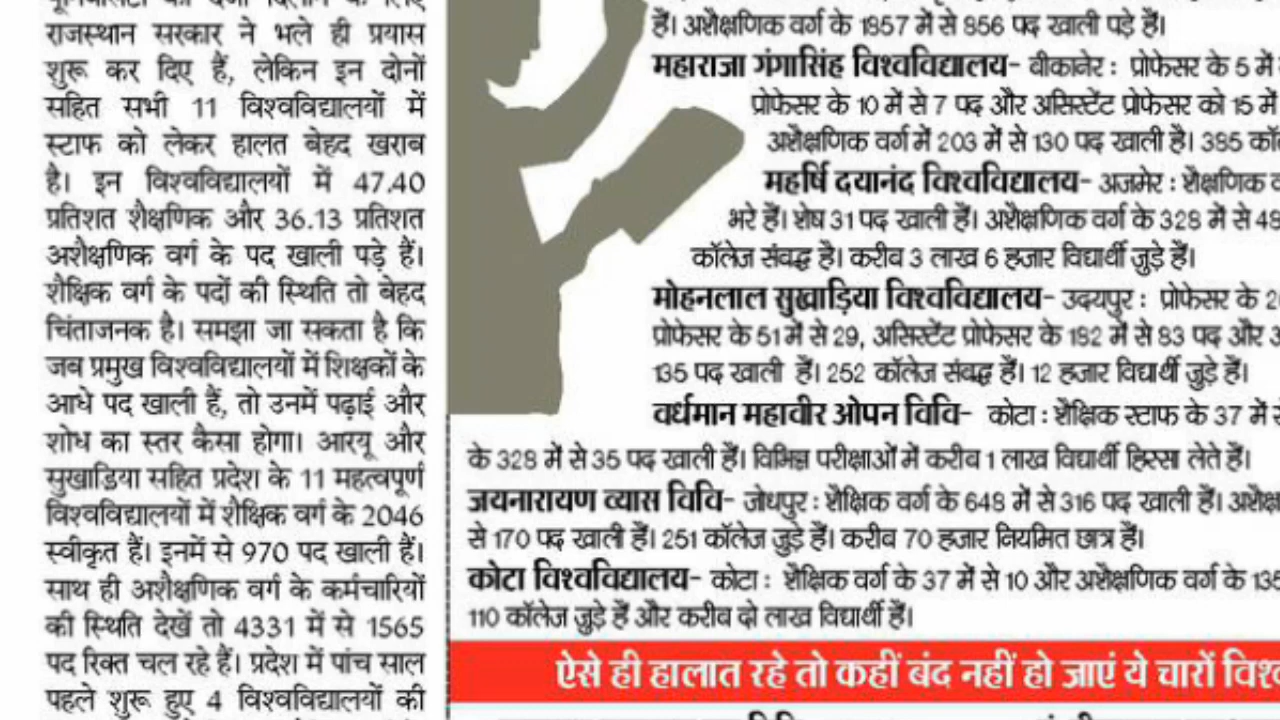 राजस्थान सरकार ने भले ही प्रयास
शुरू कर दिए हैं, लेकिन इन दोनों
सहित सभी 11 विश्वविद्यालयों में
स्टाफ को लेकर हालत बेहद खराब
है। इन विश्वविद्यालयों में 47.40
प्रतिशत शैक्षणिक और 36.13 प्रतिशत
अशैक्षणिक वर्ग के पद खाली पड़े हैं।
शैक्षिक वर्ग के पदों की स्थिति तो बेहद
चिंताजनक है। समझा जा सकता है कि
जब प्रमुख विश्वविद्यालयों में शिक्षकों के
आधे पद खाली हैं, तो उनमें पढ़ाई और
शोध का स्तर कैसा होगा। आरयू और
सुखाडिया सहित प्रदेश के 11 महत्वपूर्ण
विश्वविद्यालयों में शैक्षिक वर्ग के 2046
स्वीकृत हैं। इनमें से 970 पद खाली हैं।
साथ ही अशैक्षणिक वर्ग के कर्मचारियों
की स्थिति देखें तो 4331 में से 1565
पद रिक्त चल रहे हैं। प्रदेश में पांच साल
पहले शुरू हुए 4 विश्वविद्यालयों की
हैं। अशैक्षणिक वर्ग के 1857 में से 856 पद खाली पड़े हैं।
महाराजा गंगासिंह विश्वविद्यालय- बीकानेर : प्रोफेसर के 5 में
प्रोफेसर के 10 में से 7 पद और असिस्टेंट प्रोफेसर को 15 में
अशैक्षणिक वर्ग में 203 में से 130 पद खाली है। 385
महर्षि दयानंद विश्वविद्यालय- अजमेर : शैक्षणिक
भरे हैं। शेष 31 पद खाली हैं। अशैक्षणिक वर्ग के 328 में से 48
कॉलेज संबद्ध है। करीब 3 लाख 6 हजार विद्यार्थी जुड़े हैं।
मोहनलाल सुखाड़िया विश्वविद्यालय- उदयपुर : प्रोफेसर के
प्रोफेसर के 51 में से 29, असिस्टेंट प्रोफेसर के 182 में से 83 पद और
135 पद खाली हैं। 252 कॉलेज संबद्ध हैं। 12 हजार विद्यार्थी जुड़े हैं।
वर्धमान महावीर ओपन विवि- कोटा : शैक्षिक स्टाफ के 37 में
के 328 में से 35 पद खाली हैं। विभिन्न परीक्षाओं में करीब 1 लाख विद्यार्थी हिस्सा लेते हैं।
जयनारायण व्यास विवि- जोधपुर : शैक्षिक वर्ग के 648 में से 316 पद खाली हैं।
से 170 पद खाली हैं। 251 कॉलेज जुड़े हैं। करीब 70 हजार नियमित छात्र हैं।
कोटा विश्वविद्यालय- कोटा : शैक्षिक वर्ग के 37 में से 10 और अशैक्षणिक वर्ग के 135
110 कॉलेज जुड़े हैं और करीब दो लाख विद्यार्थी हैं।
ऐसे ही हालात रहे तो कहीं बंद नहीं हो जाएं ये चारों